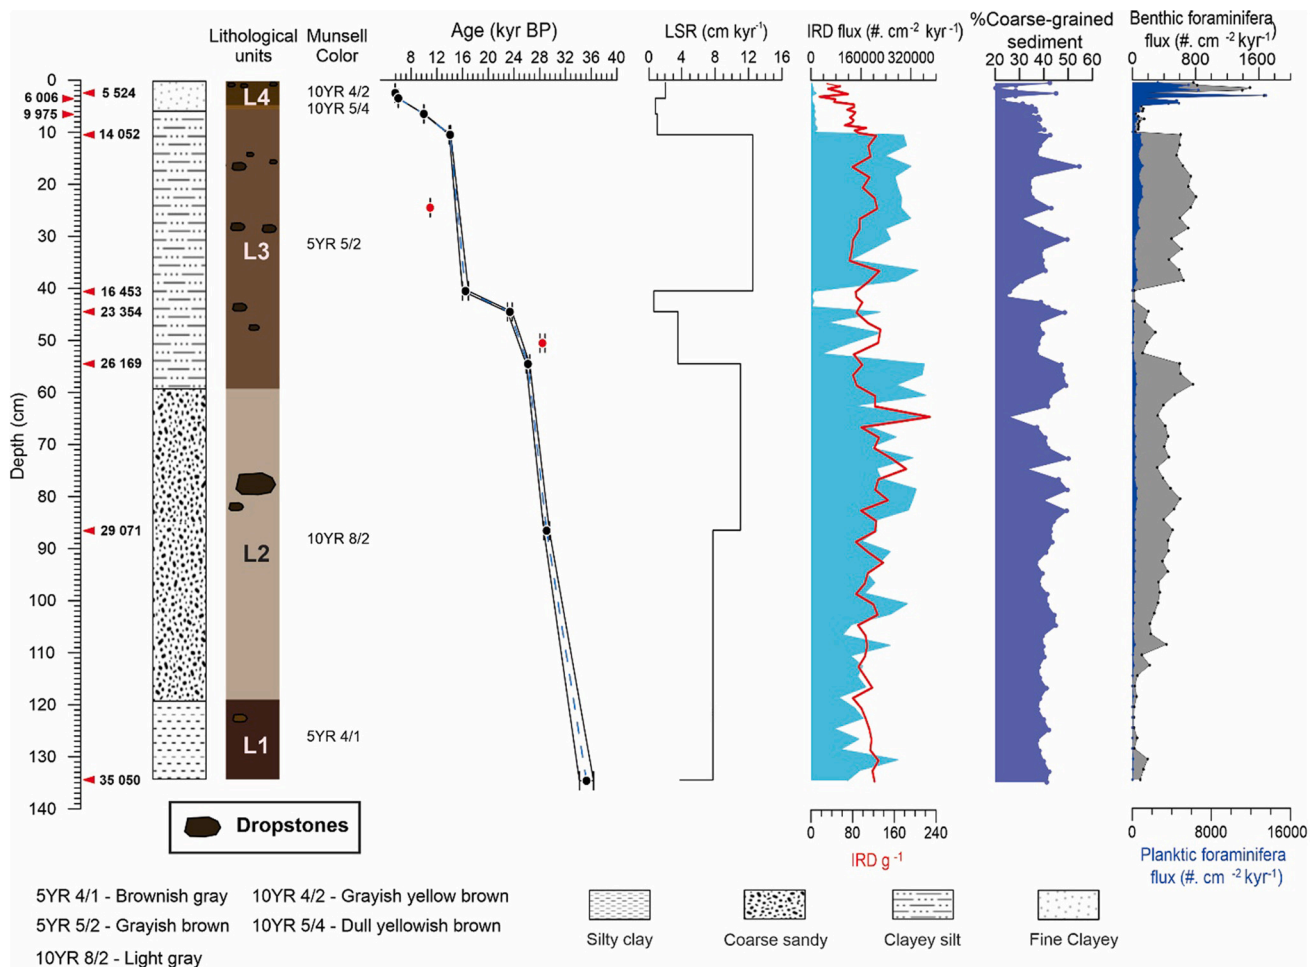 Lithological
units
Munsell
Color
Age (kyr BP)
4 8 12 16 20 24 28 32 36 40
LSR (cm kyr-1)
0 4 8 12 16
IRD flux (#. cm-2 kyr-1)
0 1600000 3200000
%Coarse-grained
sediment
20 30 40 50 60
Benthic foraminifera
flux (#. cm-2 kyr-1)
0 800 1600
Depth (cm)
0
10
20
30
40
50
60
70
80
90
100
110
120
130
140
5 524
6 006
9 975
14 052
16 453
23 354
26 169
29 071
35 050
L4
L3
L2
L1
10YR 4/2
10YR 5/4
5YR 5/2
10YR 8/2
5YR 4/1
Dropstones
0 80 160 240
IRD g-1
0 8000 16000
Planktic foraminifera
flux (#. cm-2 kyr-1)
5YR 4/1 - Brownish gray
10YR 4/2 - Grayish yellow brown
5YR 5/2 - Grayish brown
10YR 5/4 - Dull yellowish brown
10YR 8/2 - Light gray
Silty clay
Coarse sandy
Clayey silt
Fine Clayey